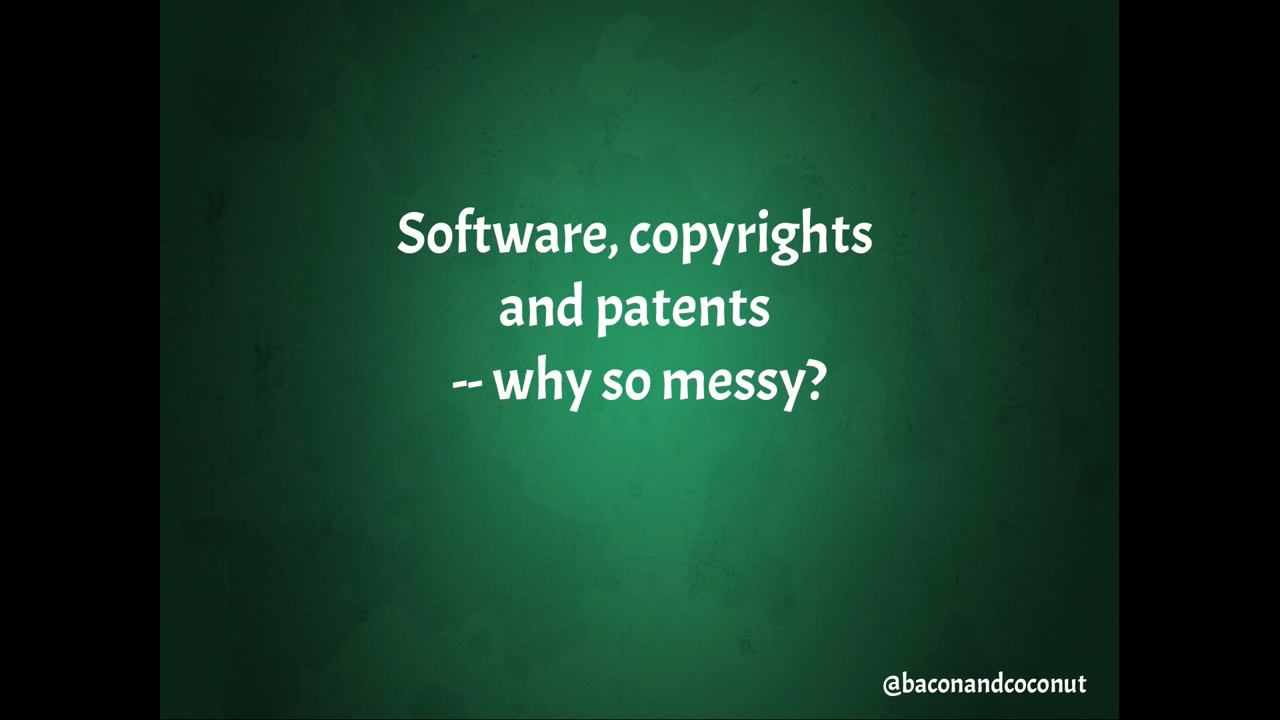 Software, copyrights
and patents
-- why so messy?
@baconandcoconut